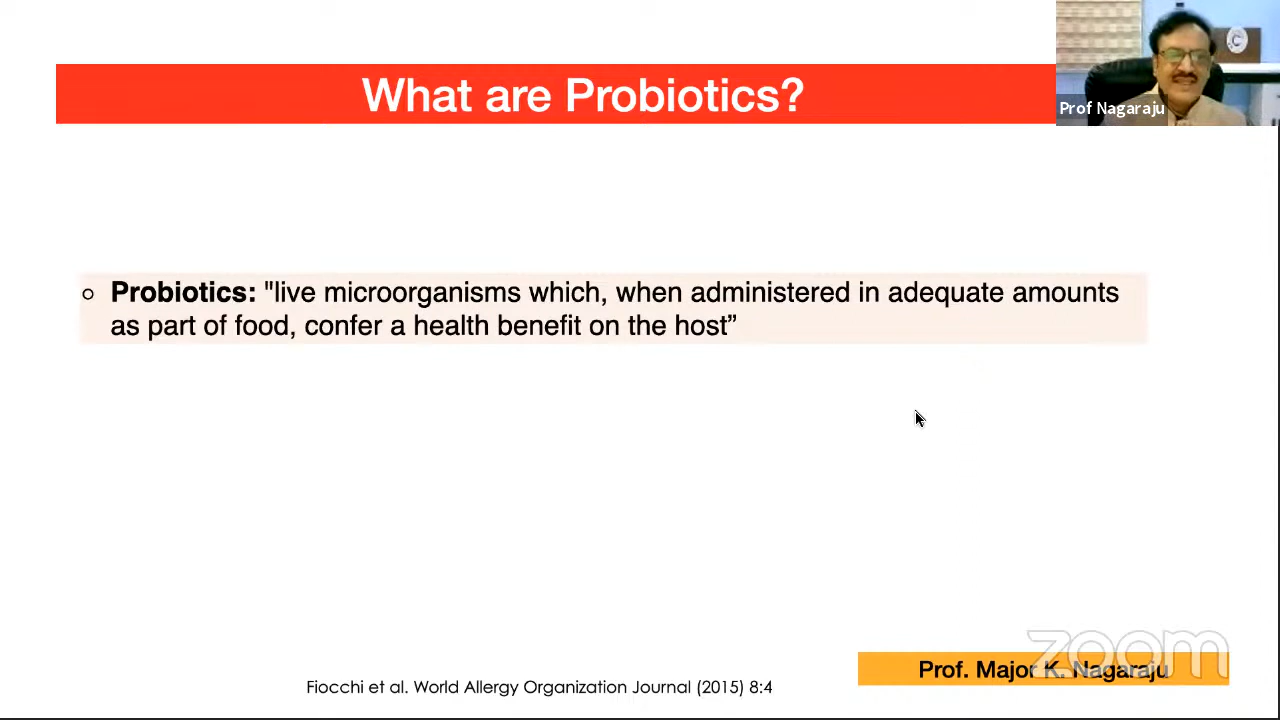 What are Probiotics?
Prof Nagaraju
○ Probiotics: "live microorganisms which, when administered in adequate amounts
as part of food, confer a health benefit on the host”
zoom
Prof. Major K. Nagaraju
Fiocchi et al. World Allergy Organization Journal (2015) 8:4